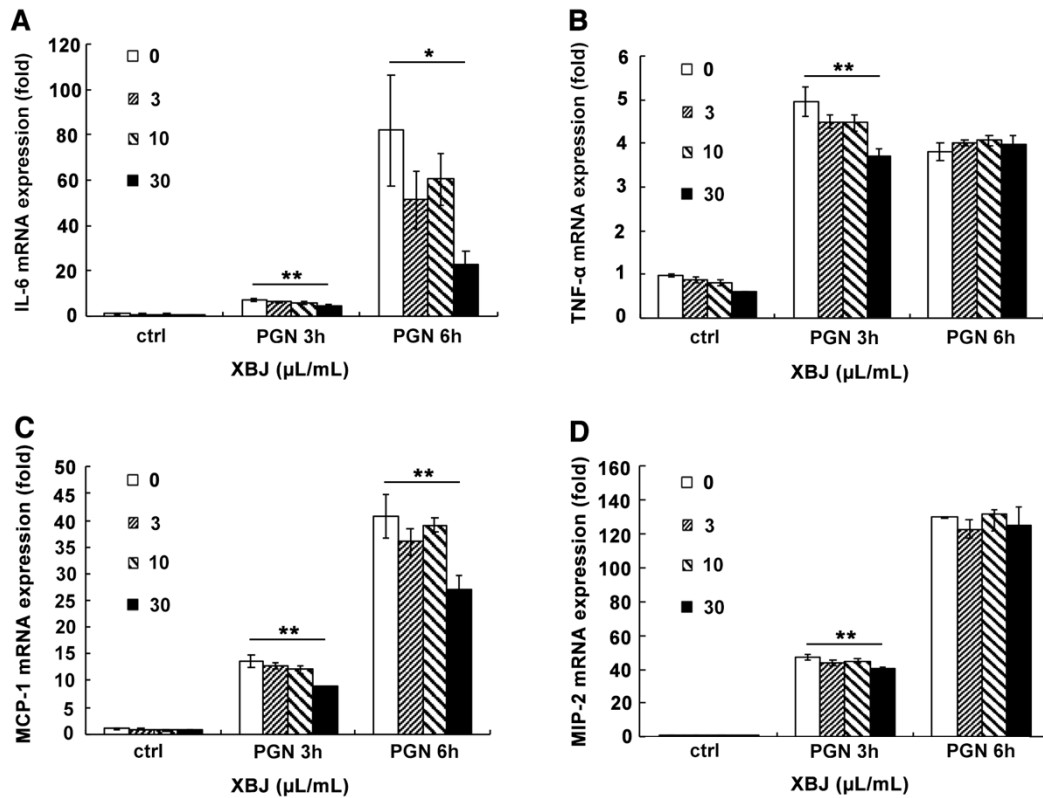 A
IL-6 mRNA expression (fold)
120
100
80
60
40
20
0
0
3
10
30
*
**
ctrl
PGN 3h
PGN 6h
XBJ (µL/mL)
B
TNF-α mRNA expression (fold)
6
5
4
3
2
1
0
0
3
10
30
**
ctrl
PGN 3h
PGN 6h
XBJ (µL/mL)
C
MCP-1 mRNA expression (fold)
50
45
40
35
30
25
20
15
10
5
0
0
3
10
30
**
**
ctrl
PGN 3h
PGN 6h
XBJ (µL/mL)
D
MIP-2 mRNA expression (fold)
160
140
120
100
80
60
40
20
0
0
3
10
30
**
ctrl
PGN 3h
PGN 6h
XBJ (µL/mL)